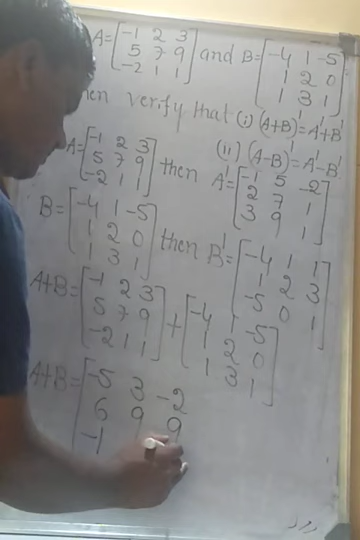 A = [-1 2 3 and B = [-4 1 -5
5 7 9 1 2 0
-2 1 1] 1 3 1]
then verify that (i) (A+B)' = A'+B'
(ii) (A-B)' = A'-B'
A = [-1 2 3 then A' = [-1 5 -2
5 7 9 2 7 1
-2 1 1] 3 9 1]
B = [-4 1 -5 then B' = [-4 1 1
1 2 0 1 2 3
1 3 1] -5 0 1]
A+B = [-1 2 3 + [-4 1 -5
5 7 9 1 2 0
-2 1 1] 1 3 1]
A+B = [-5 3 -2
6 9 9
-1